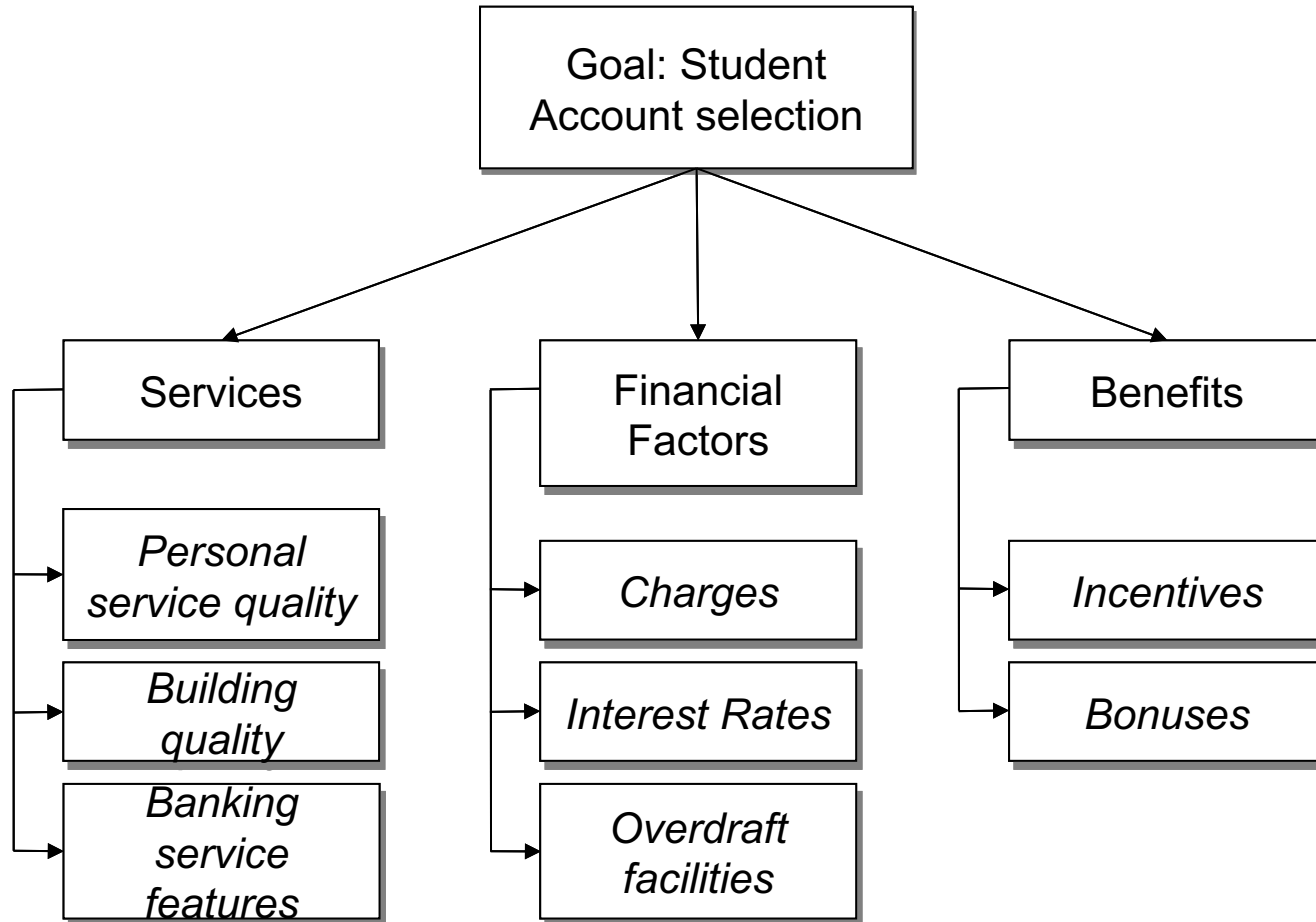 Goal: Student
Account selection
Services
Financial
Factors
Benefits
Personal
service quality
Charges
Incentives
Building
quality
Interest Rates
Bonuses
Banking
service
features
Overdraft
facilities